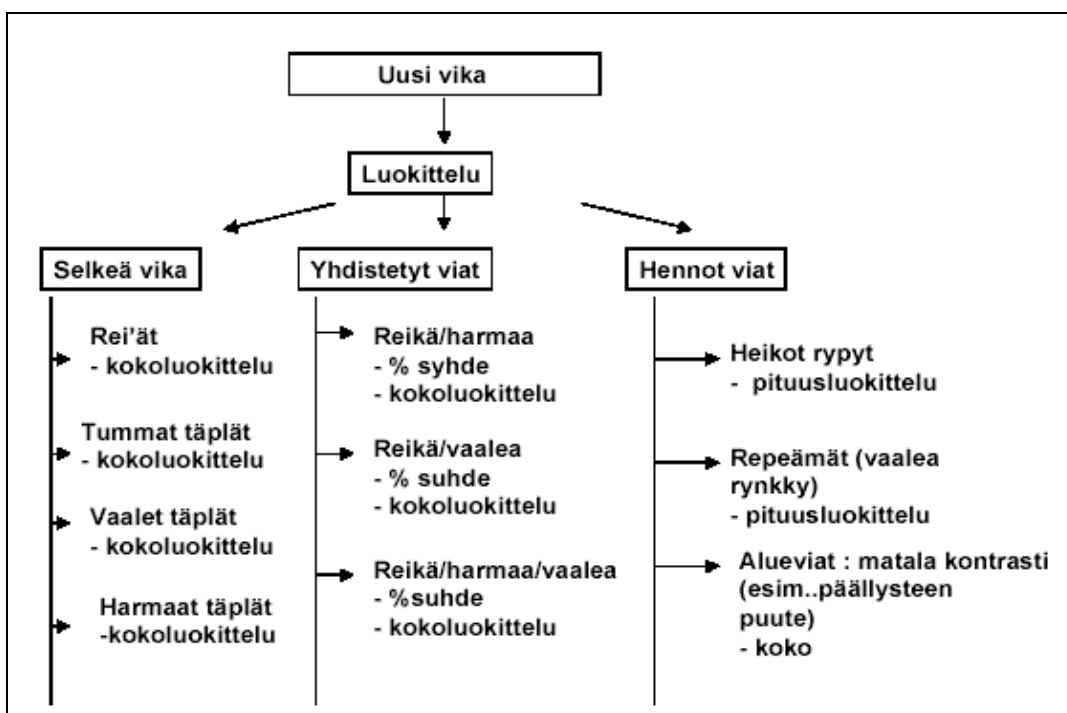 Uusi vika
Luokittelu
Selkeä vika
Rei'ät
- kokoluokittelu
Tummat täplät
- kokoluokittelu
Vaalet täplät
- kokoluokittelu
Harmaat täplät
-kokoluokittelu
Yhdistetyt viat
Reikä/harmaa
- % syhde
- kokoluokittelu
Reikä/vaalea
- % suhde
- kokoluokittelu
Reikä/harmaa/vaalea
- %suhde
- kokoluokittelu
Hennot viat
Heikot rypyt
- pituusluokittelu
Repeämät (vaalea
rynkky)
- pituusluokittelu
Alueviat : matala kontrasti
(esim..päällysteen
puute)
- koko